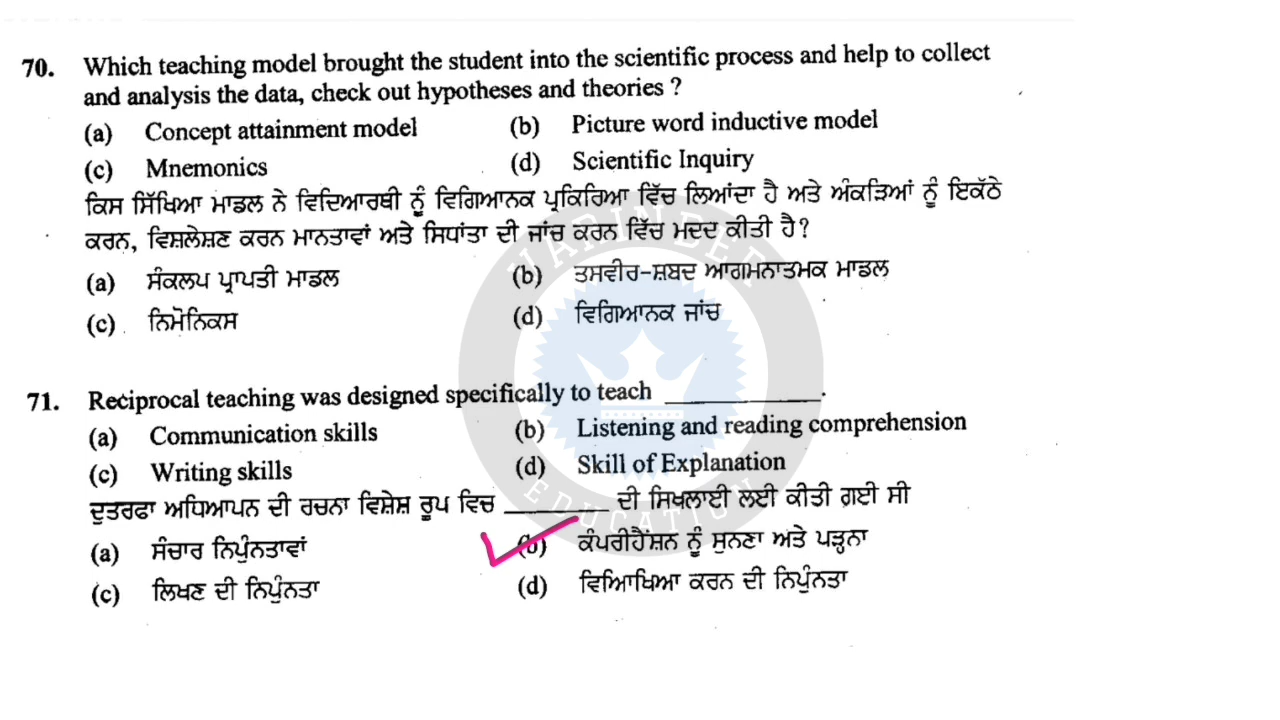 70. Which teaching model brought the student into the scientific process and help to collect
and analysis the data, check out hypotheses and theories ?
(a) Concept attainment model (b) Picture word inductive model
(c) Mnemonics (d) Scientific Inquiry
ਕਿਸ ਸਿੱਖਿਆ ਮਾਡਲ ਨੇ ਵਿਦਿਆਰਥੀ ਨੂੰ ਵਿਗਿਆਨਕ ਪ੍ਰਕਿਰਿਆ ਵਿੱਚ ਲਿਆਂਦਾ ਹੈ ਅਤੇ ਅੰਕੜਿਆਂ ਨੂੰ ਇਕੱਠੇ
ਕਰਨ, ਵਿਸ਼ਲੇਸ਼ਣ ਕਰਨ ਮਾਨਤਾਵਾਂ ਅਤੇ ਸਿਧਾਂਤਾ ਦੀ ਜਾਂਚ ਕਰਨ ਵਿੱਚ ਮਦਦ ਕੀਤੀ ਹੈ?
(a) ਸੰਕਲਪ ਪ੍ਰਾਪਤੀ ਮਾਡਲ (b) ਤਸਵੀਰ-ਸ਼ਬਦ ਆਗਮਨਾਤਮਕ ਮਾਡਲ
(c) ਨਿਮੋਨਿਕਸ (d) ਵਿਗਿਆਨਕ ਜਾਂਚ
VARINDER
71. Reciprocal teaching was designed specifically to teach ____________.
(a) Communication skills (b) Listening and reading comprehension
(c) Writing skills (d) Skill of Explanation
ਦੁਤਰਫਾ ਅਧਿਆਪਨ ਦੀ ਰਚਨਾ ਵਿਸ਼ੇਸ਼ ਰੂਪ ਵਿਚ ________ ਦੀ ਸਿਖਲਾਈ ਲਈ ਕੀਤੀ ਗਈ ਸੀ
EDUCATION
(a) ਸੰਚਾਰ ਨਿਪੁੰਨਤਾਵਾਂ (b) ਕੰਪਰੀਹੈਂਸ਼ਨ ਨੂੰ ਸੁਨਣਾ ਅਤੇ ਪੜ੍ਹਨਾ
(c) ਲਿਖਣ ਦੀ ਨਿਪੁੰਨਤਾ (d) ਵਿਆਿਖਿਆ ਕਰਨ ਦੀ ਨਿਪੁੰਨਤਾ